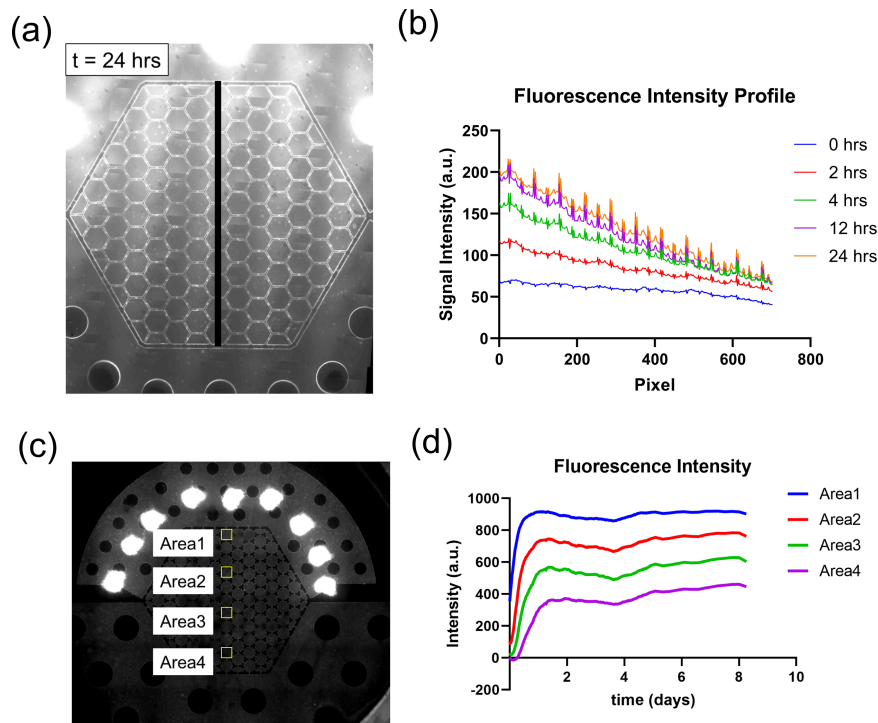 (a)
t = 24 hrs
(b)
Fluorescence Intensity Profile
Signal Intensity (a.u.)
250
200
150
100
50
0
0 200 400 600 800
Pixel
0 hrs
2 hrs
4 hrs
12 hrs
24 hrs
(c)
Area1
Area2
Area3
Area4
(d)
Fluorescence Intensity
Intensity (a.u.)
1000
800
600
400
200
0
-200
2 4 6 8 10
time (days)
Area1
Area2
Area3
Area4